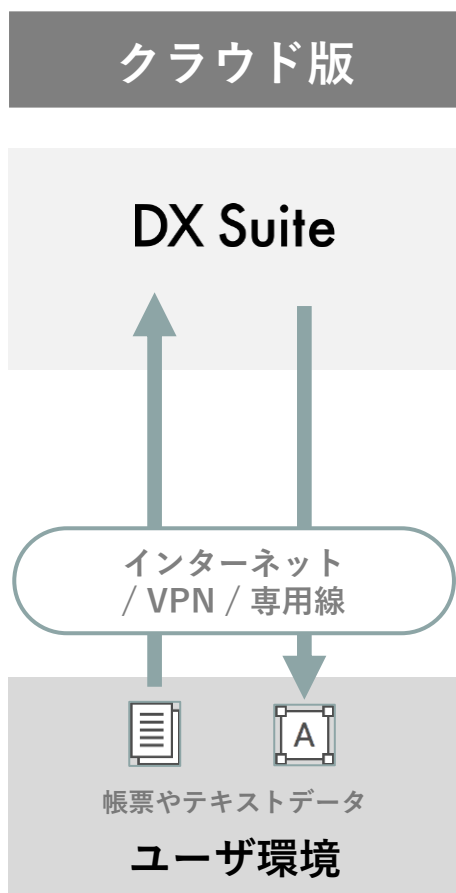 クラウド版
DX Suite
インターネット
/ VPN / 専用線
A
帳票やテキストデータ
ユーザ環境